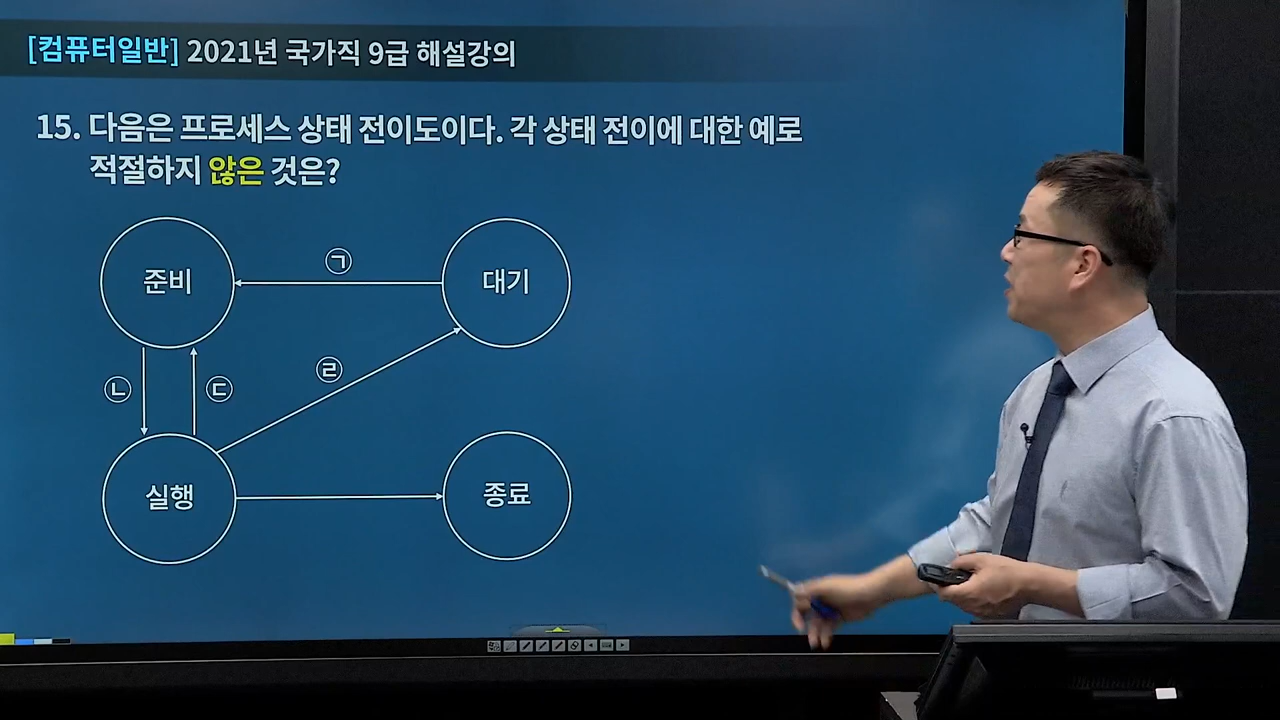 [컴퓨터일반] 2021년 국가직 9급 해설강의
15. 다음은 프로세스 상태 전이도이다. 각 상태 전이에 대한 예로
적절하지 않은 것은?
준비
㉠
대기
㉡
㉢
㉣
실행
종료